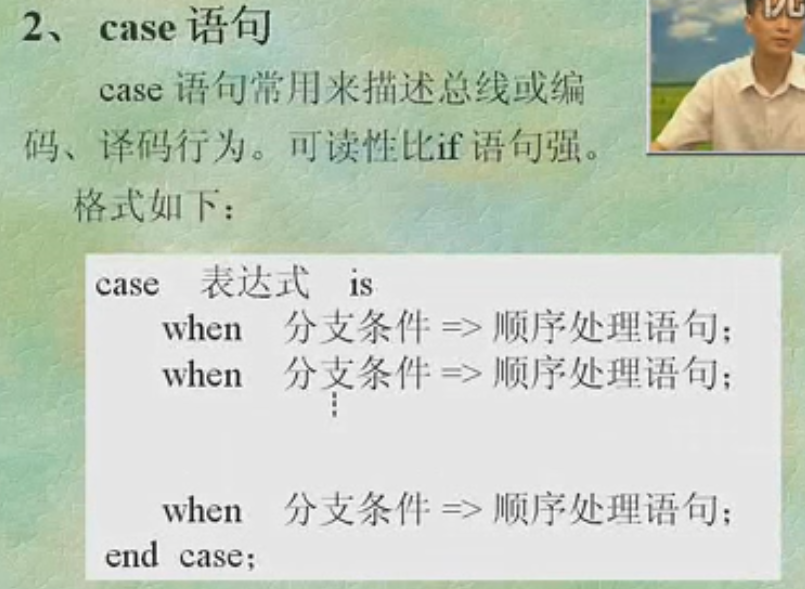 2、 case 语句
case 语句常用来描述总线或编
码、译码行为。可读性比if 语句强。
格式如下：
case 表达式 is
when 分支条件 => 顺序处理语句；
when 分支条件 => 顺序处理语句；
⋮
when 分支条件 => 顺序处理语句；
end case；